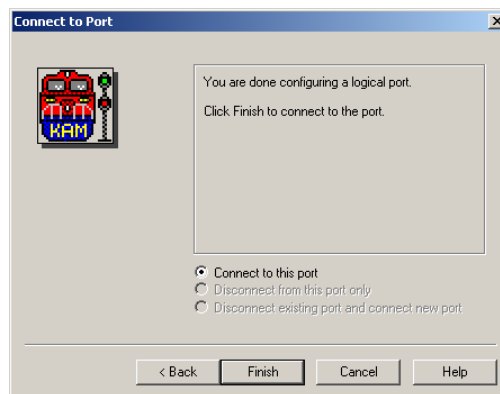 Connect to Port
You are done configuring a logical port.
Click Finish to connect to the port.
KAM
Connect to this port
Disconnect from this port only
Disconnect existing port and connect new port
< Back
Finish
Cancel
Help